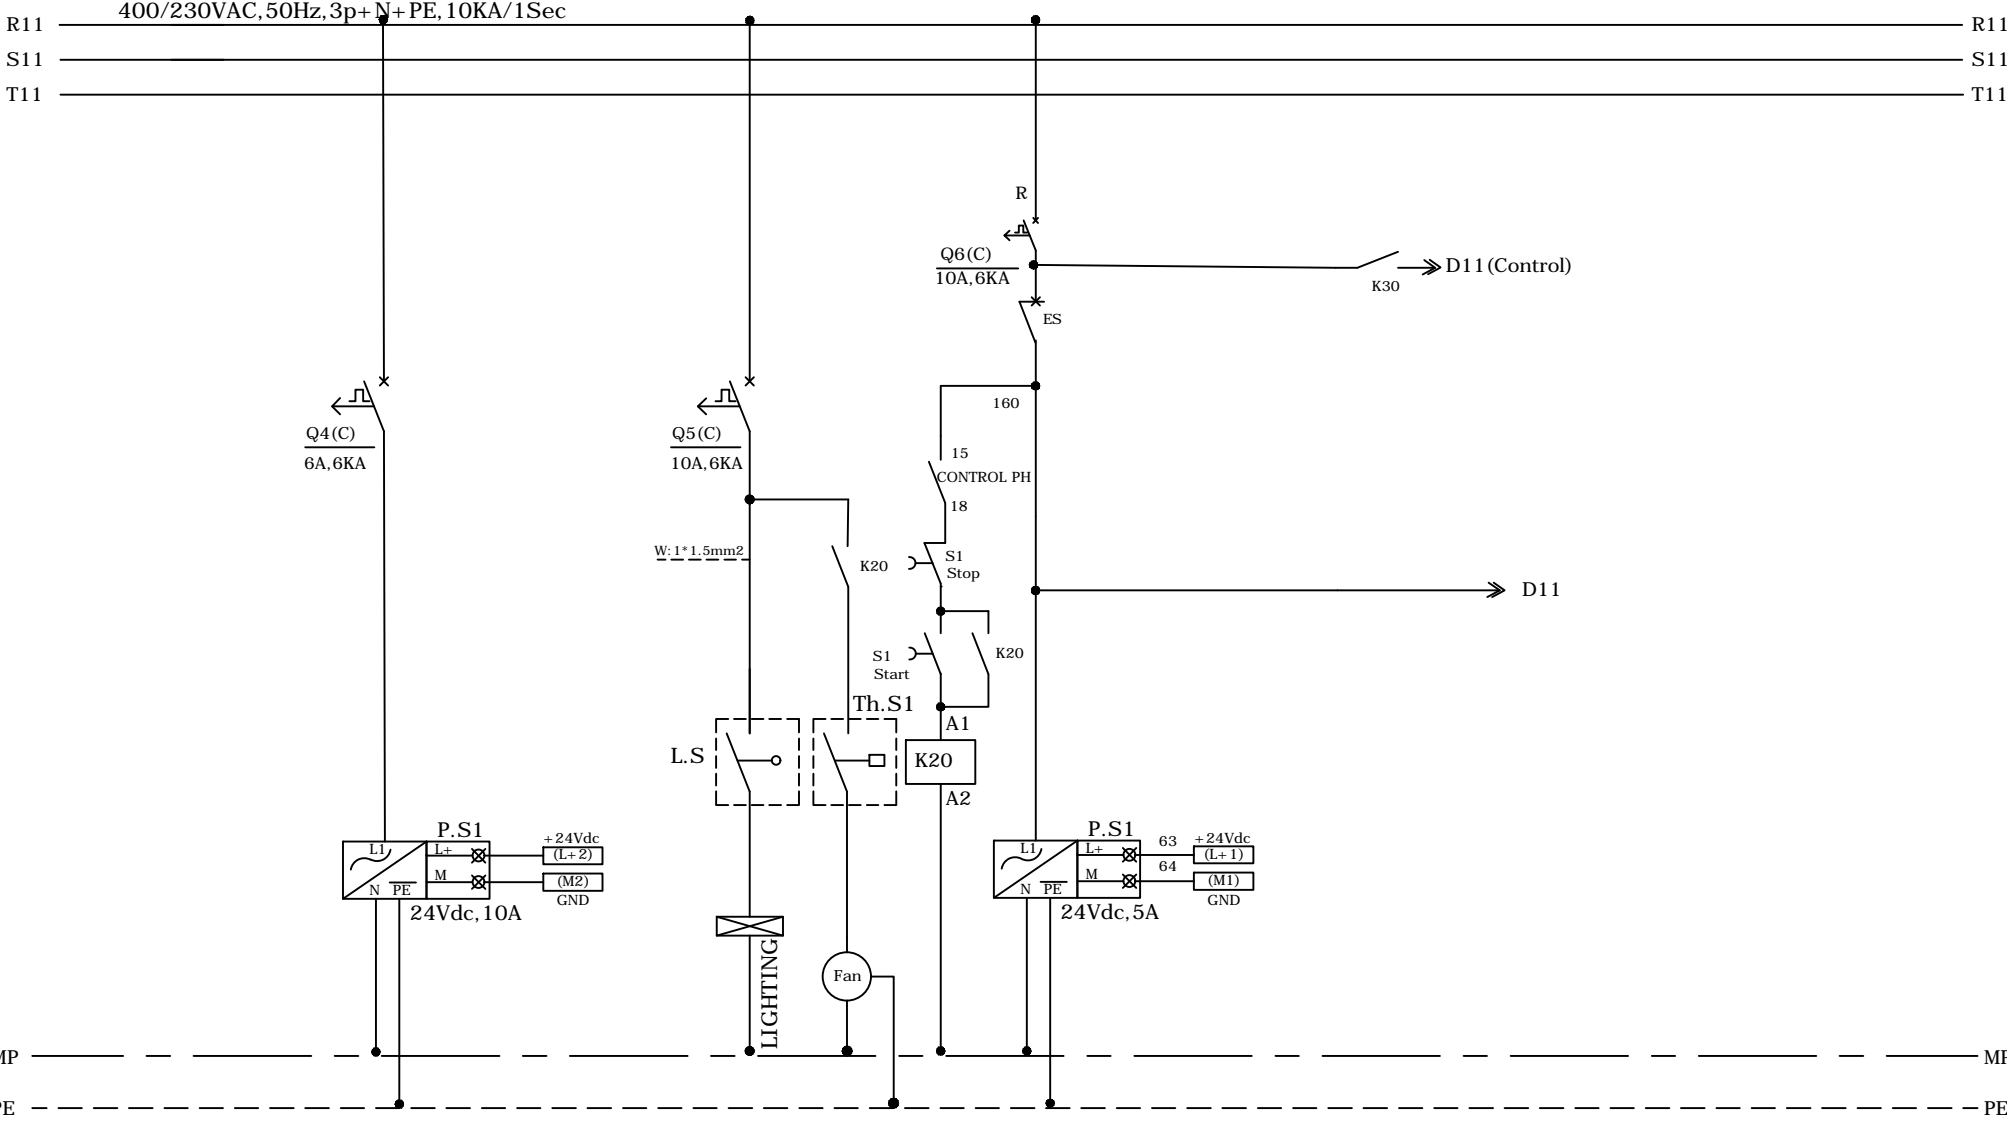 400/230VAC,50Hz,3p+N+PE,10KA/1Sec
R11 R11
S11 S11
T11 T11
R
Q6(C)
10A,6KA
D11(Control)
K30
ES
160
Q4(C)
6A,6KA
Q5(C)
10A,6KA
15
CONTROL PH
18
W:1*1.5mm2
K20
S1
Stop
D11
S1
Start
K20
Th.S1
A1
L.S
K20
A2
P.S1
L1
L+
+24Vdc
(L+2)
M
(M2)
N PE
GND
24Vdc,10A
P.S1
L1
L+
63
+24Vdc
(L+1)
M
64
(M1)
N PE
GND
24Vdc,5A
LIGHTING
Fan
MP MP
PE PE